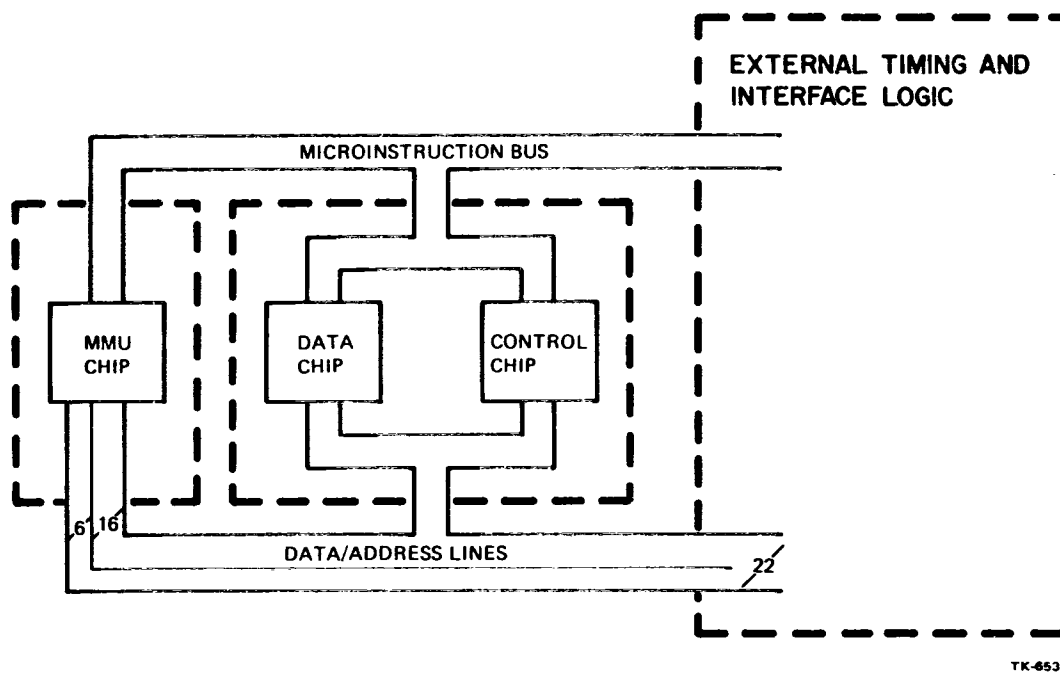 EXTERNAL TIMING AND
INTERFACE LOGIC
MICROINSTRUCTION BUS
MMU
CHIP
DATA
CHIP
CONTROL
CHIP
6
16
DATA/ADDRESS LINES
22
TK-653